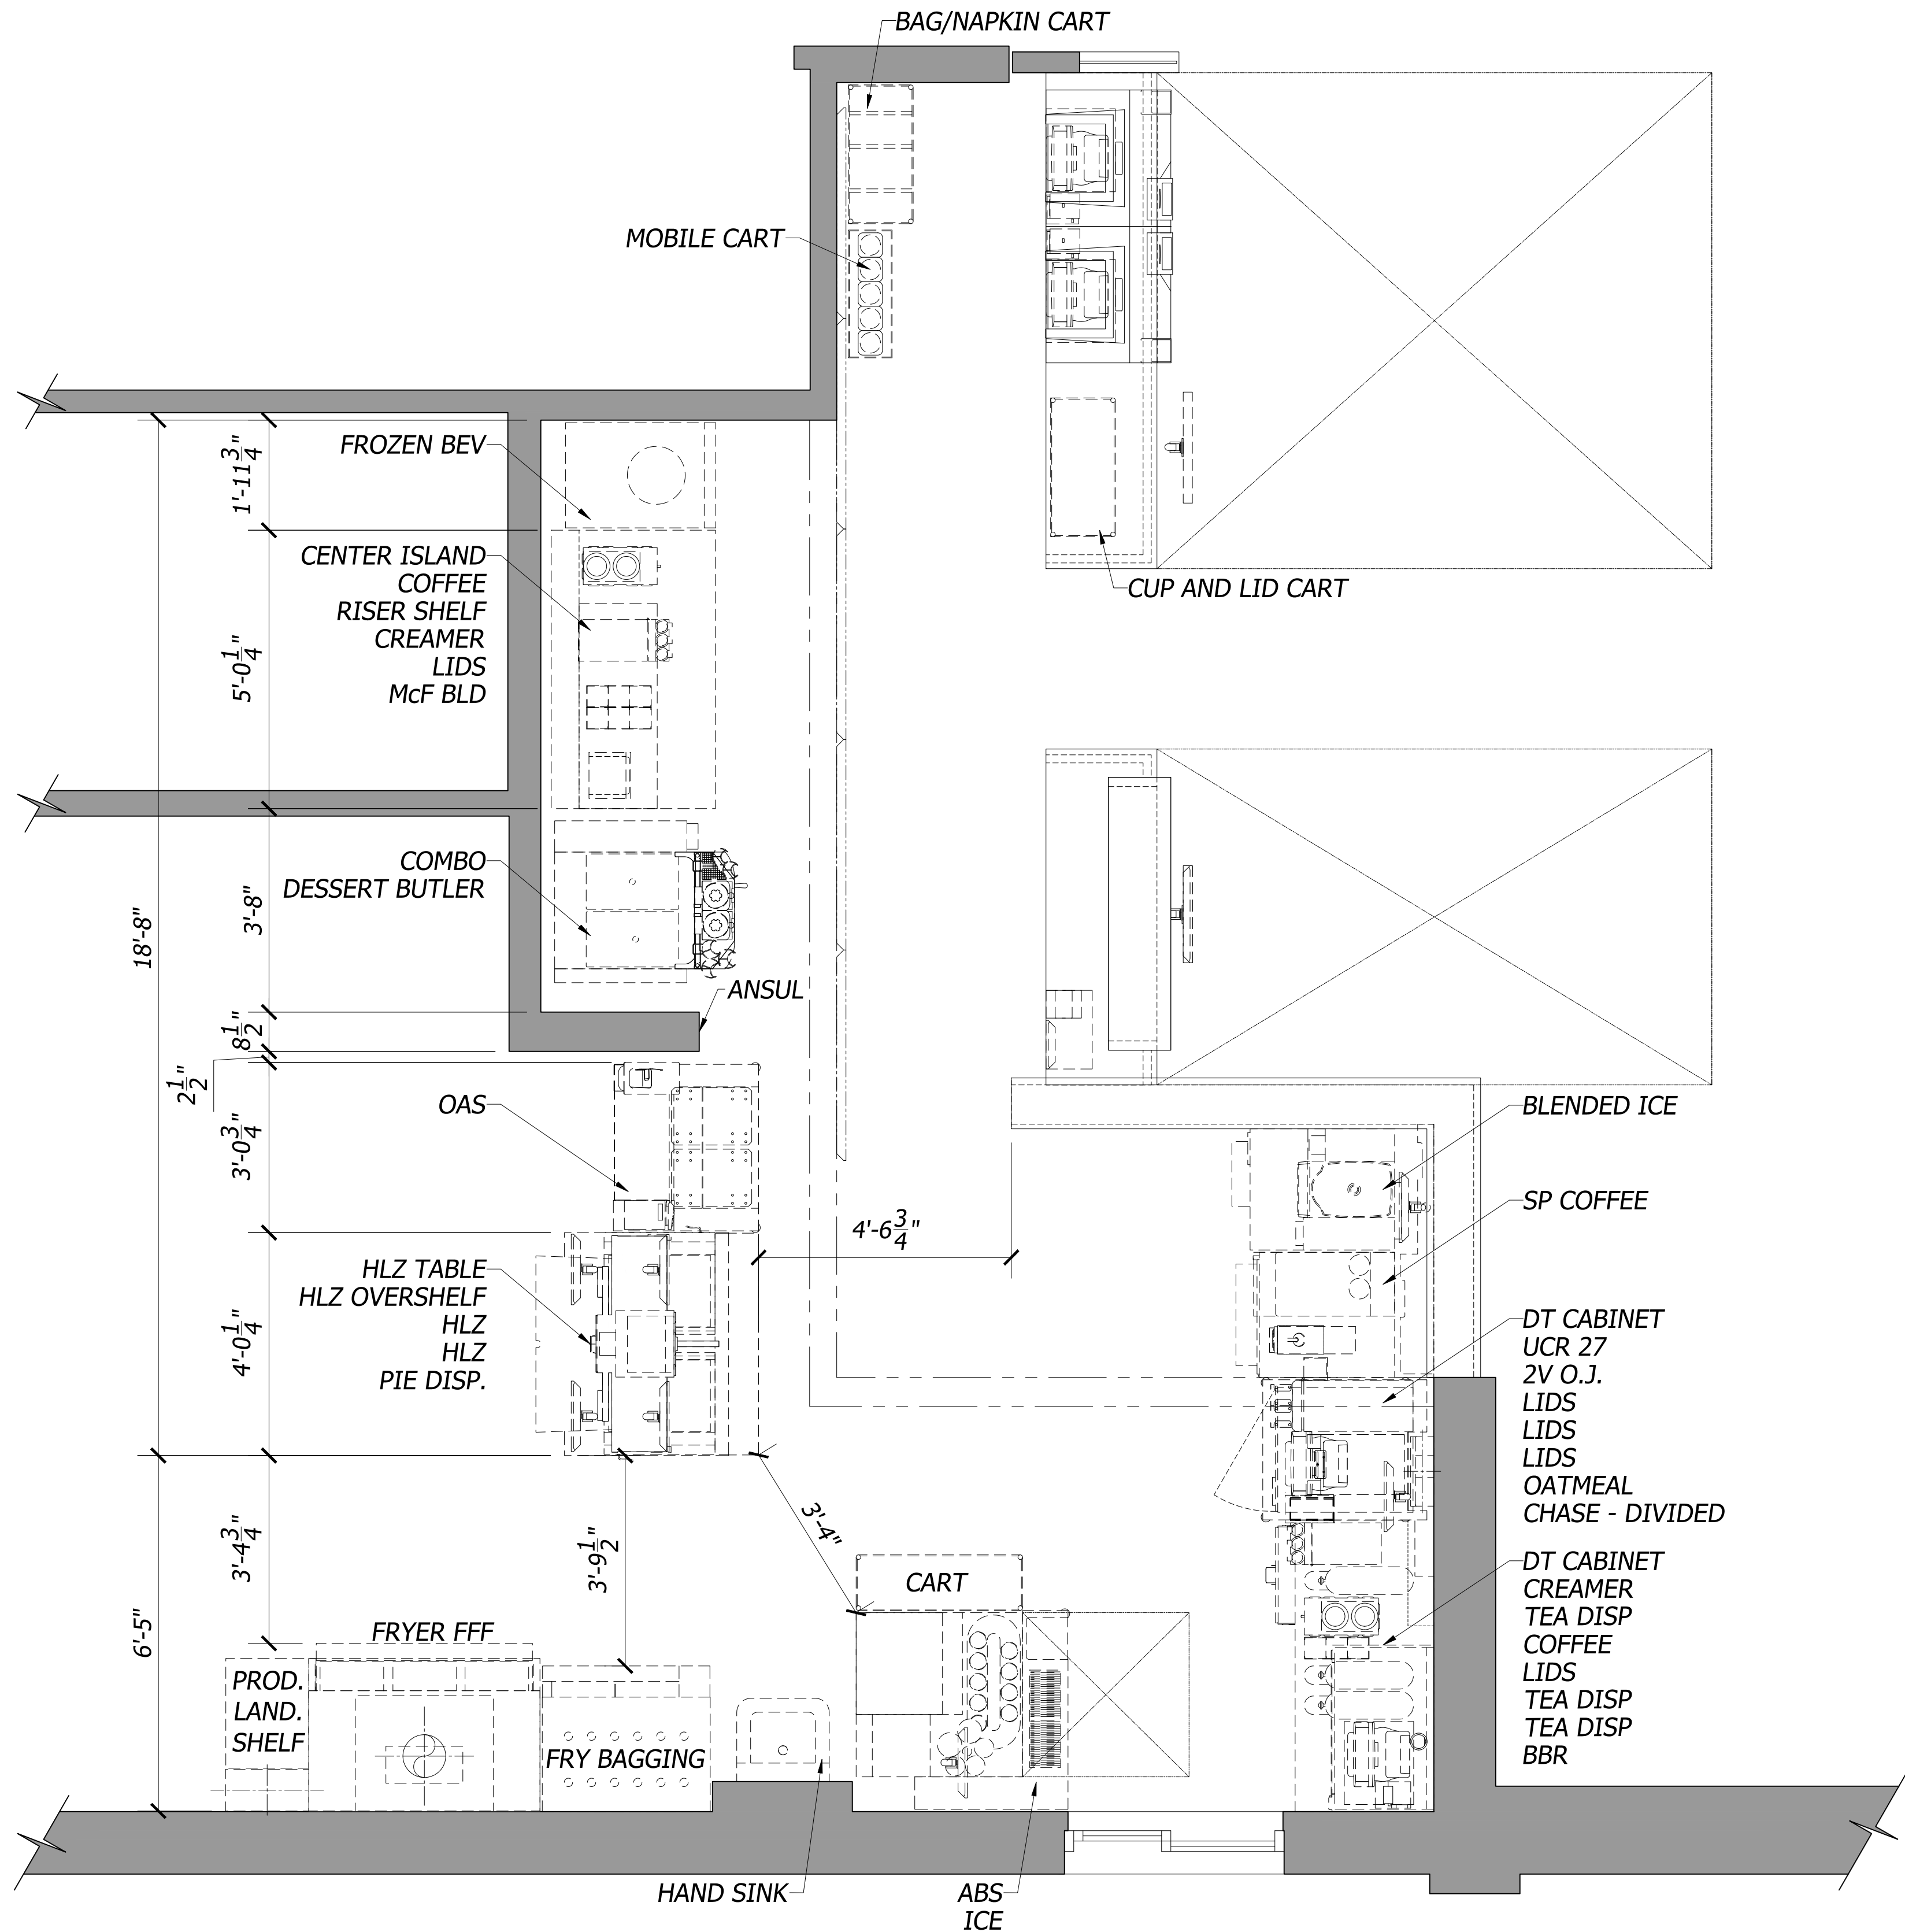 BAG/NAPKIN CART
MOBILE CART
FROZEN BEV
1'-11 3/4"
CENTER ISLAND
COFFEE
RISER SHELF
CREAMER
LIDS
McF BLD
5'-0 1/4"
CUP AND LID CART
COMBO
DESSERT BUTLER
3'-8"
18'-8"
ANSUL
8 1/2"
2 1/2"
OAS
3'-0 3/4"
BLENDED ICE
SP COFFEE
4'-6 3/4"
HLZ TABLE
HLZ OVERSHELF
HLZ
HLZ
PIE DISP.
4'-0 1/4"
DT CABINET
UCR 27
2V O.J.
LIDS
LIDS
LIDS
OATMEAL
CHASE - DIVIDED
3'-4"
3'-4 3/4"
3'-9 1/2"
6'-5"
CART
DT CABINET
CREAMER
TEA DISP
COFFEE
LIDS
TEA DISP
TEA DISP
BBR
FRYER FFF
PROD.
LAND.
SHELF
FRY BAGGING
HAND SINK
ABS
ICE